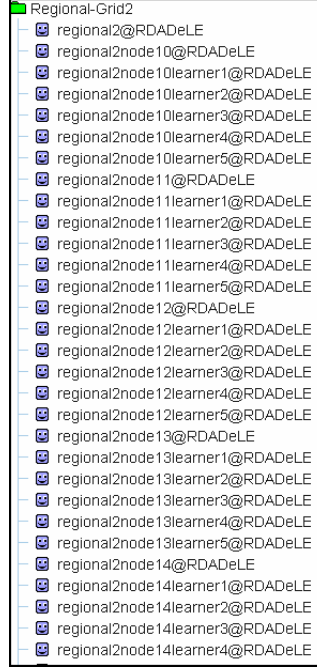 Regional-Grid2
regional2@RDADeLE
regional2node10@RDADeLE
regional2node10learner1@RDADeLE
regional2node10learner2@RDADeLE
regional2node10learner3@RDADeLE
regional2node10learner4@RDADeLE
regional2node10learner5@RDADeLE
regional2node11@RDADeLE
regional2node11learner1@RDADeLE
regional2node11learner2@RDADeLE
regional2node11learner3@RDADeLE
regional2node11learner4@RDADeLE
regional2node11learner5@RDADeLE
regional2node12@RDADeLE
regional2node12learner1@RDADeLE
regional2node12learner2@RDADeLE
regional2node12learner3@RDADeLE
regional2node12learner4@RDADeLE
regional2node12learner5@RDADeLE
regional2node13@RDADeLE
regional2node13learner1@RDADeLE
regional2node13learner2@RDADeLE
regional2node13learner3@RDADeLE
regional2node13learner4@RDADeLE
regional2node13learner5@RDADeLE
regional2node14@RDADeLE
regional2node14learner1@RDADeLE
regional2node14learner2@RDADeLE
regional2node14learner3@RDADeLE
regional2node14learner4@RDADeLE